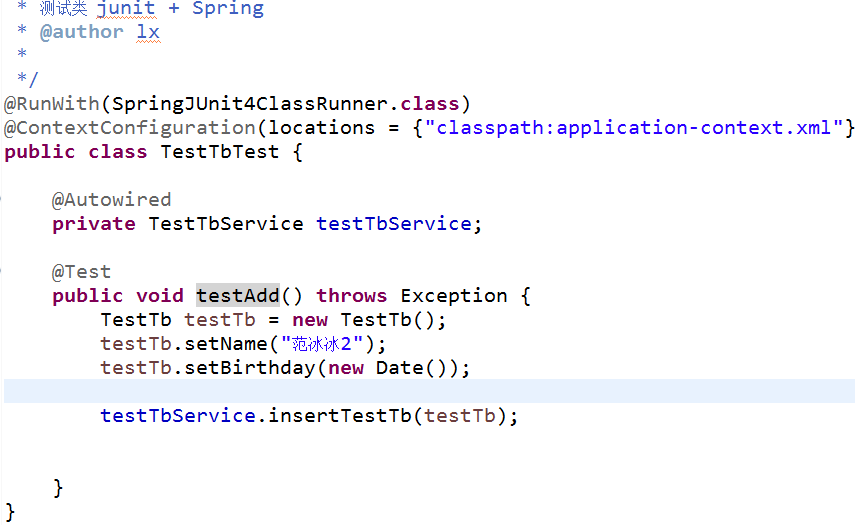 * 测试类 junit + Spring
* @author lx
*
*/
@RunWith(SpringJUnit4ClassRunner.class)
@ContextConfiguration(locations = {"classpath:application-context.xml"}
public class TestTbTest {
@Autowired
private TestTbService testTbService;
@Test
public void testAdd() throws Exception {
TestTb testTb = new TestTb();
testTb.setName("范冰冰2");
testTb.setBirthday(new Date());
testTbService.insertTestTb(testTb);
}
}